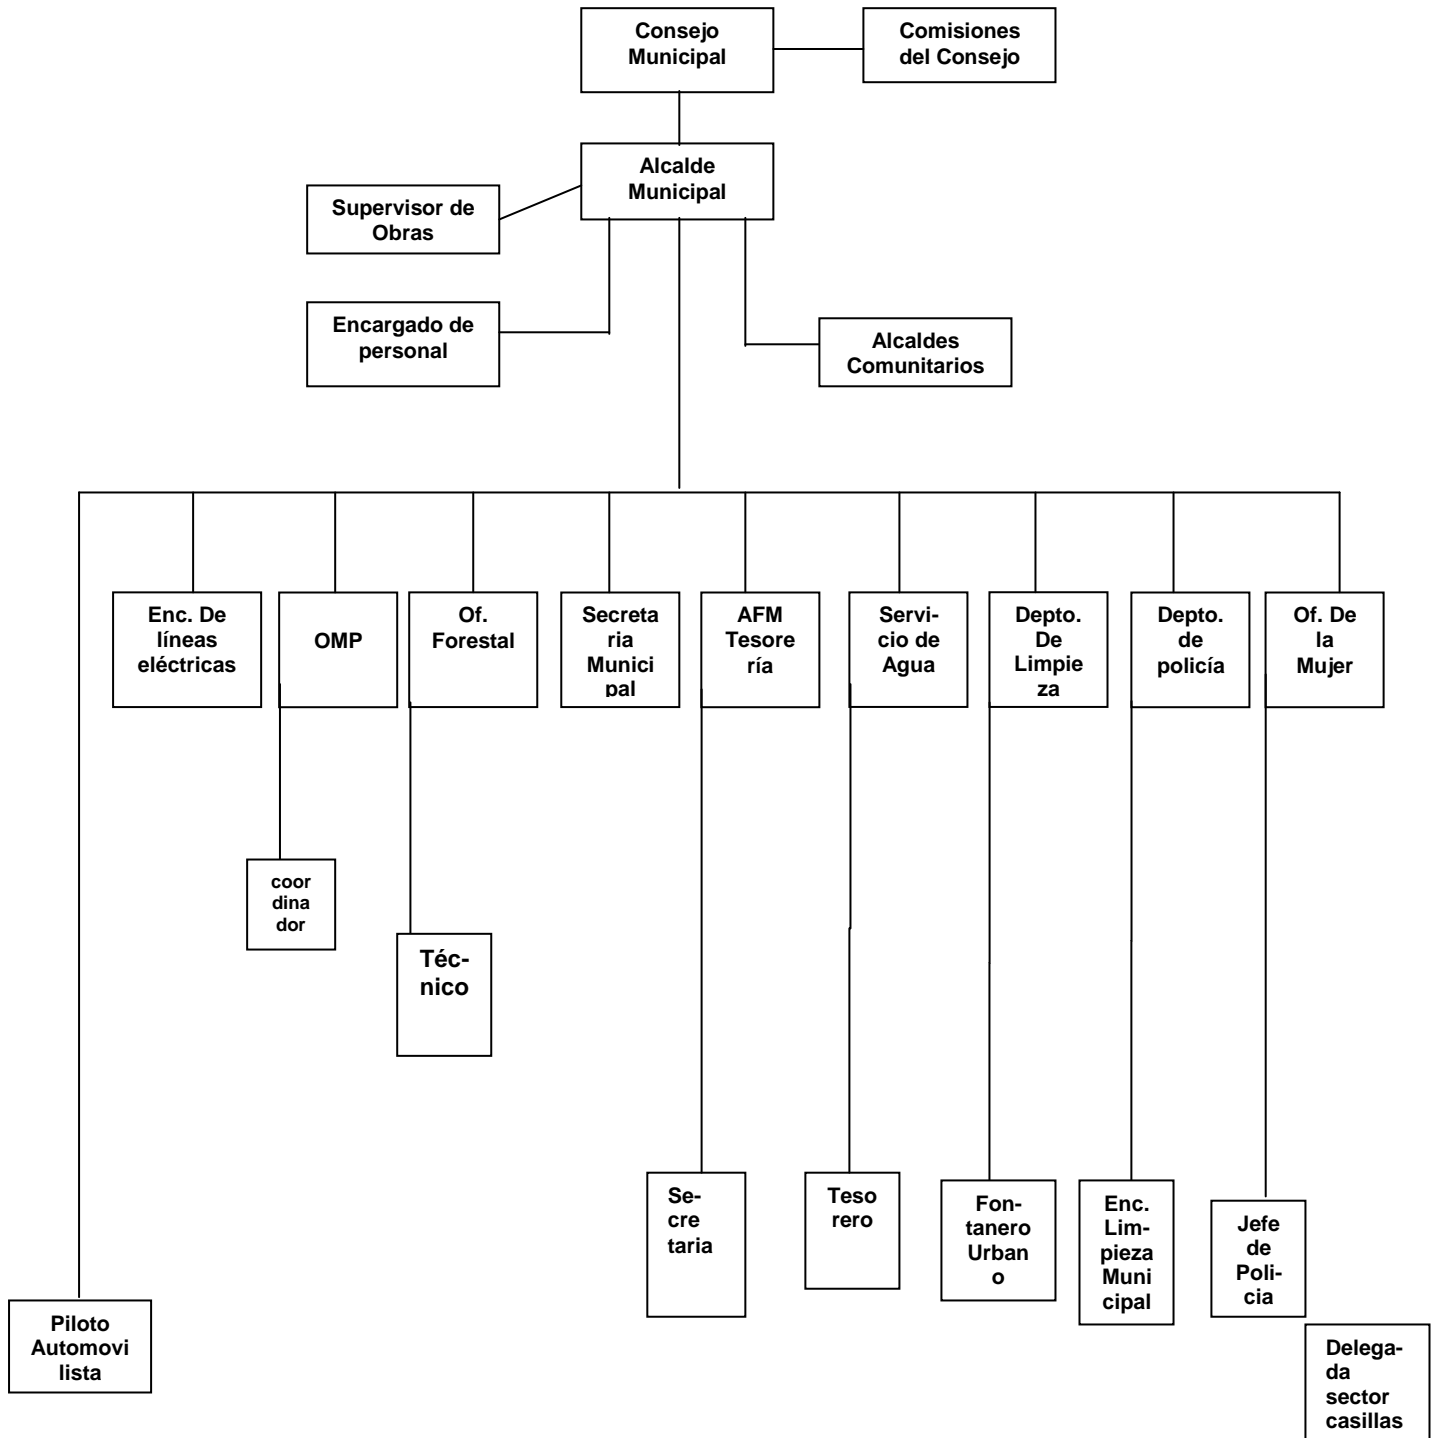 Consejo
Municipal
Comisiones
del Consejo
Alcalde
Municipal
Supervisor de
Obras
Encargado de
personal
Alcaldes
Comunitarios
Enc. De
líneas
eléctricas
OMP
Of.
Forestal
Secreta
ria
Munici
pal
AFM
Tesore
ría
Servi-
cio de
Agua
Depto.
De
Limpie
za
Depto.
de
policía
Of. De
la
Mujer
coor
dina
dor
Téc-
nico
Se-
cre
taria
Teso
rero
Fon-
tanero
Urban
o
Enc.
Lim-
pieza
Muni
cipal
Jefe
de
Poli-
cia
Piloto
Automovi
lista
Delega-
da
sector
casillas